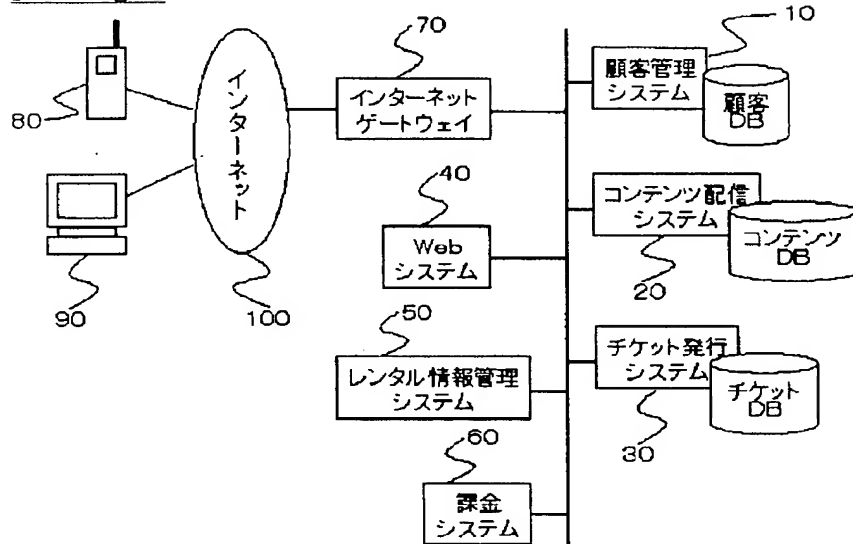 70
10
インターネット
ゲートウェイ
顧客管理
システム
顧客
DB
80
インターネット
40
コンテンツ配信
システム
コンテンツ
DB
Web
システム
20
90
100
50
チケット発行
システム
チケット
DB
レンタル情報管理
システム
30
60
課金
システム